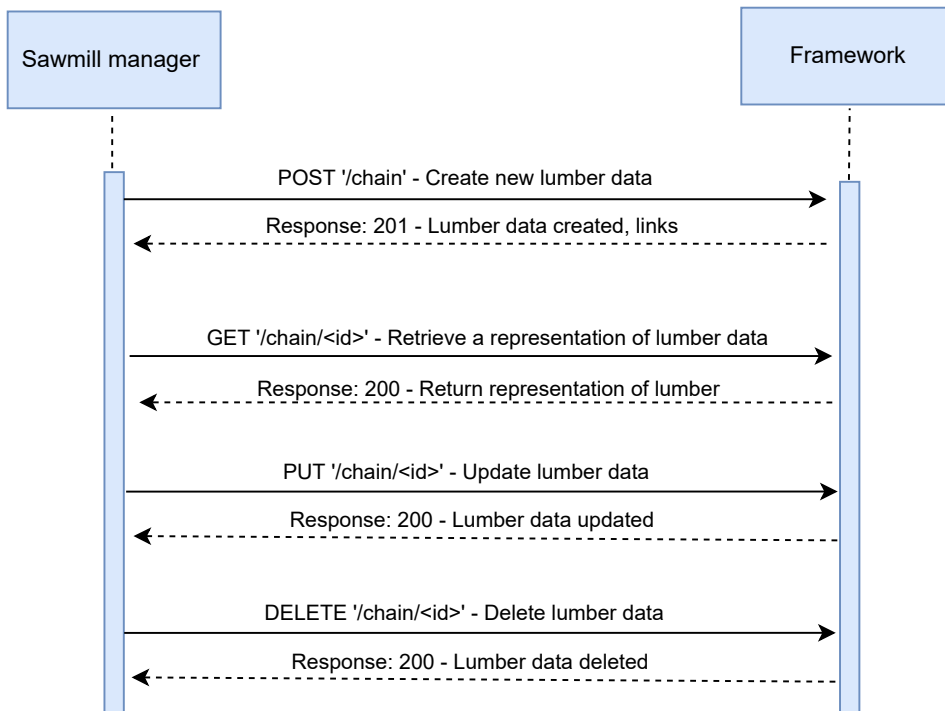 Sawmill manager
Framework
POST '/chain' - Create new lumber data
Response: 201 - Lumber data created, links
GET '/chain/<id>' - Retrieve a representation of lumber data
Response: 200 - Return representation of lumber
PUT '/chain/<id>' - Update lumber data
Response: 200 - Lumber data updated
DELETE '/chain/<id>' - Delete lumber data
Response: 200 - Lumber data deleted